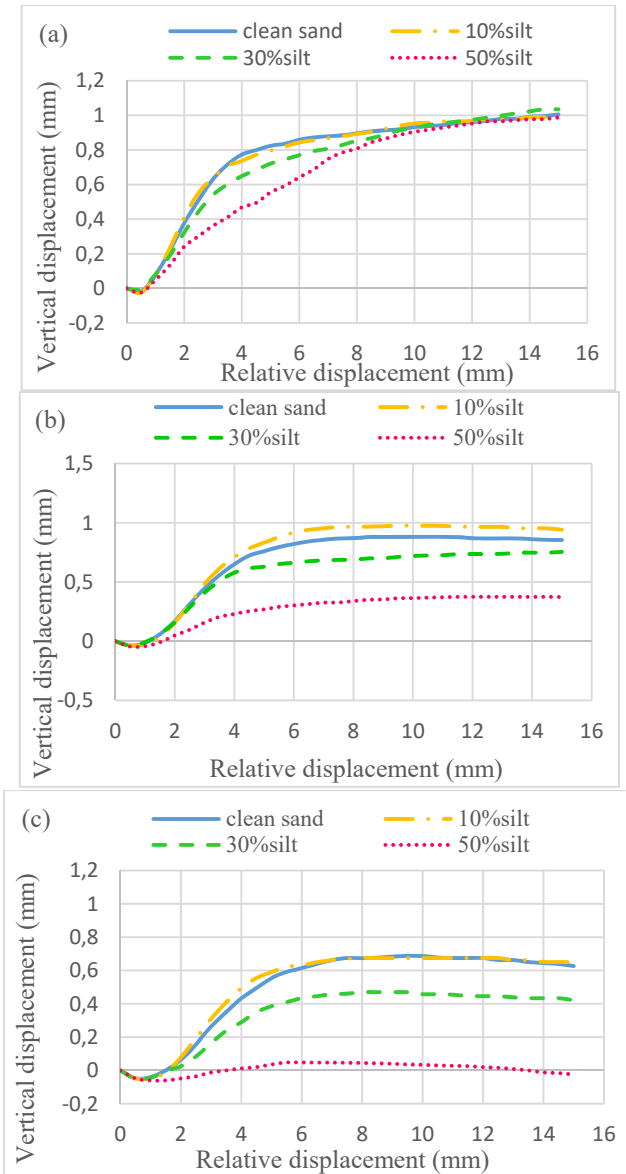 (a)
clean sand 10%silt
30%silt 50%silt
Vertical displacement (mm)
1,2
1
0,8
0,6
0,4
0,2
0
-0,2
0 2 4 6 8 10 12 14 16
Relative displacement (mm)
(b)
clean sand 10%silt
30%silt 50%silt
Vertical displacement (mm)
1,5
1
0,5
0
-0,5
0 2 4 6 8 10 12 14 16
Relative displacement (mm)
(c)
clean sand 10%silt
30%silt 50%silt
Vertical displacement (mm)
1,2
1
0,8
0,6
0,4
0,2
0
-0,2
0 2 4 6 8 10 12 14 16
Relative displacement (mm)